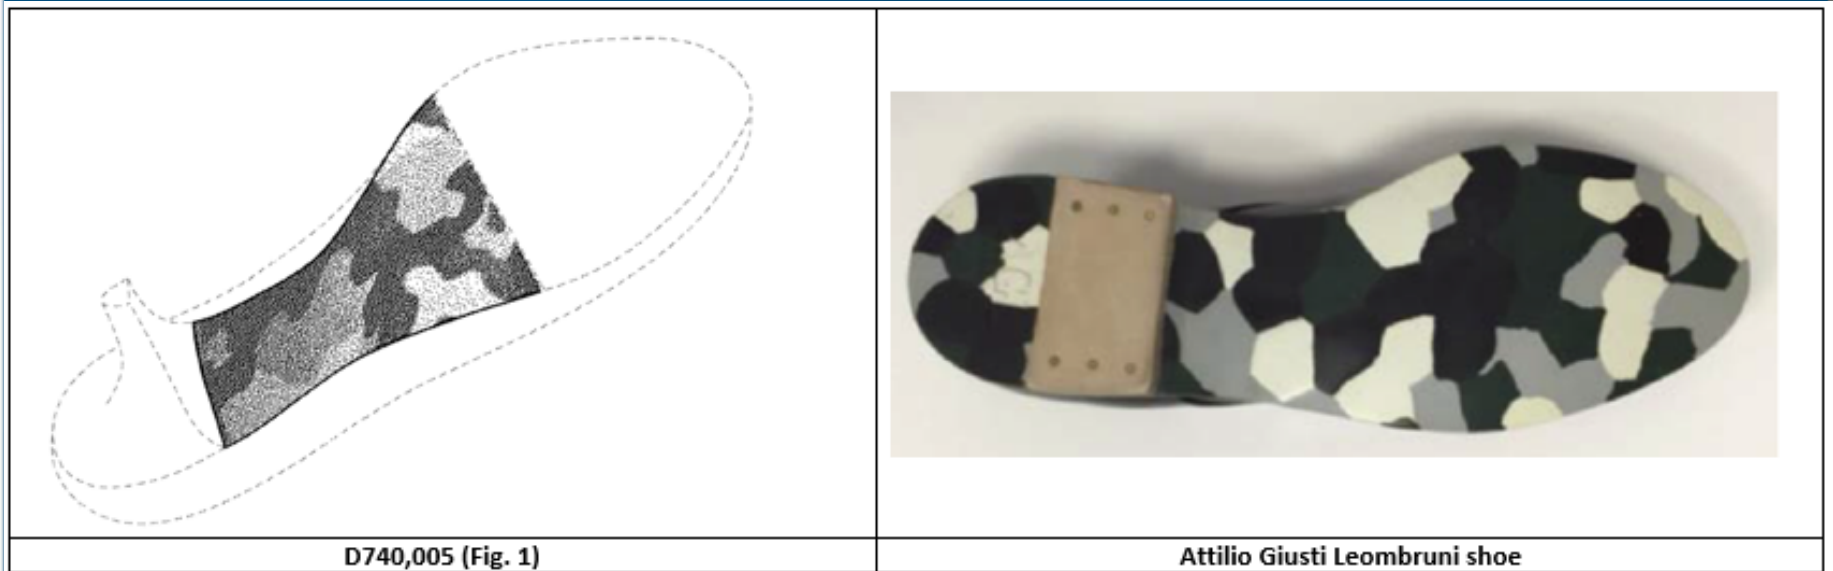 D740,005 (Fig. 1)
Attilio Giusti Leombruni shoe